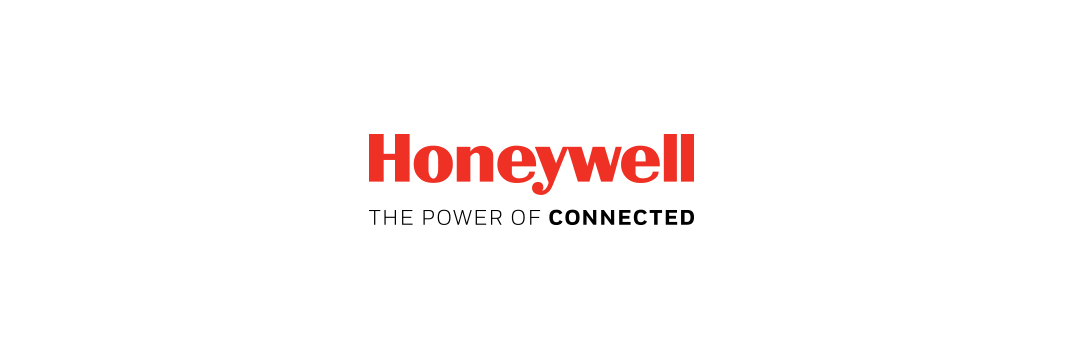 Honeywell
THE POWER OF CONNECTED